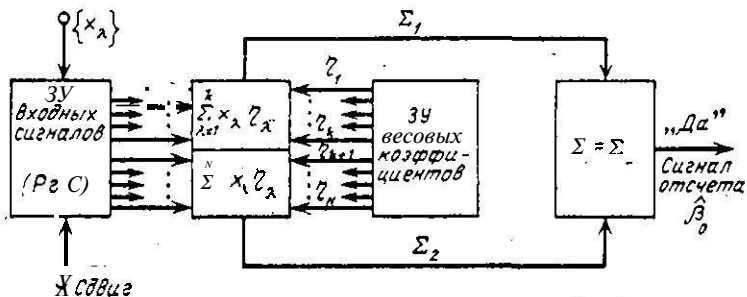 {x_λ}
Σ₁
ЗУ
входных
сигналов
(Рг С)
k
Σ x_λ η_λ
λ=1
N
Σ x_λ η_λ
η₁
η_k
η_{k+1}
η_n
ЗУ
весовых
коэффи-
циентов
Σ = Σ
„Да"
Сигнал
отсчета
β̂₀
Σ₂
X Сдвиг